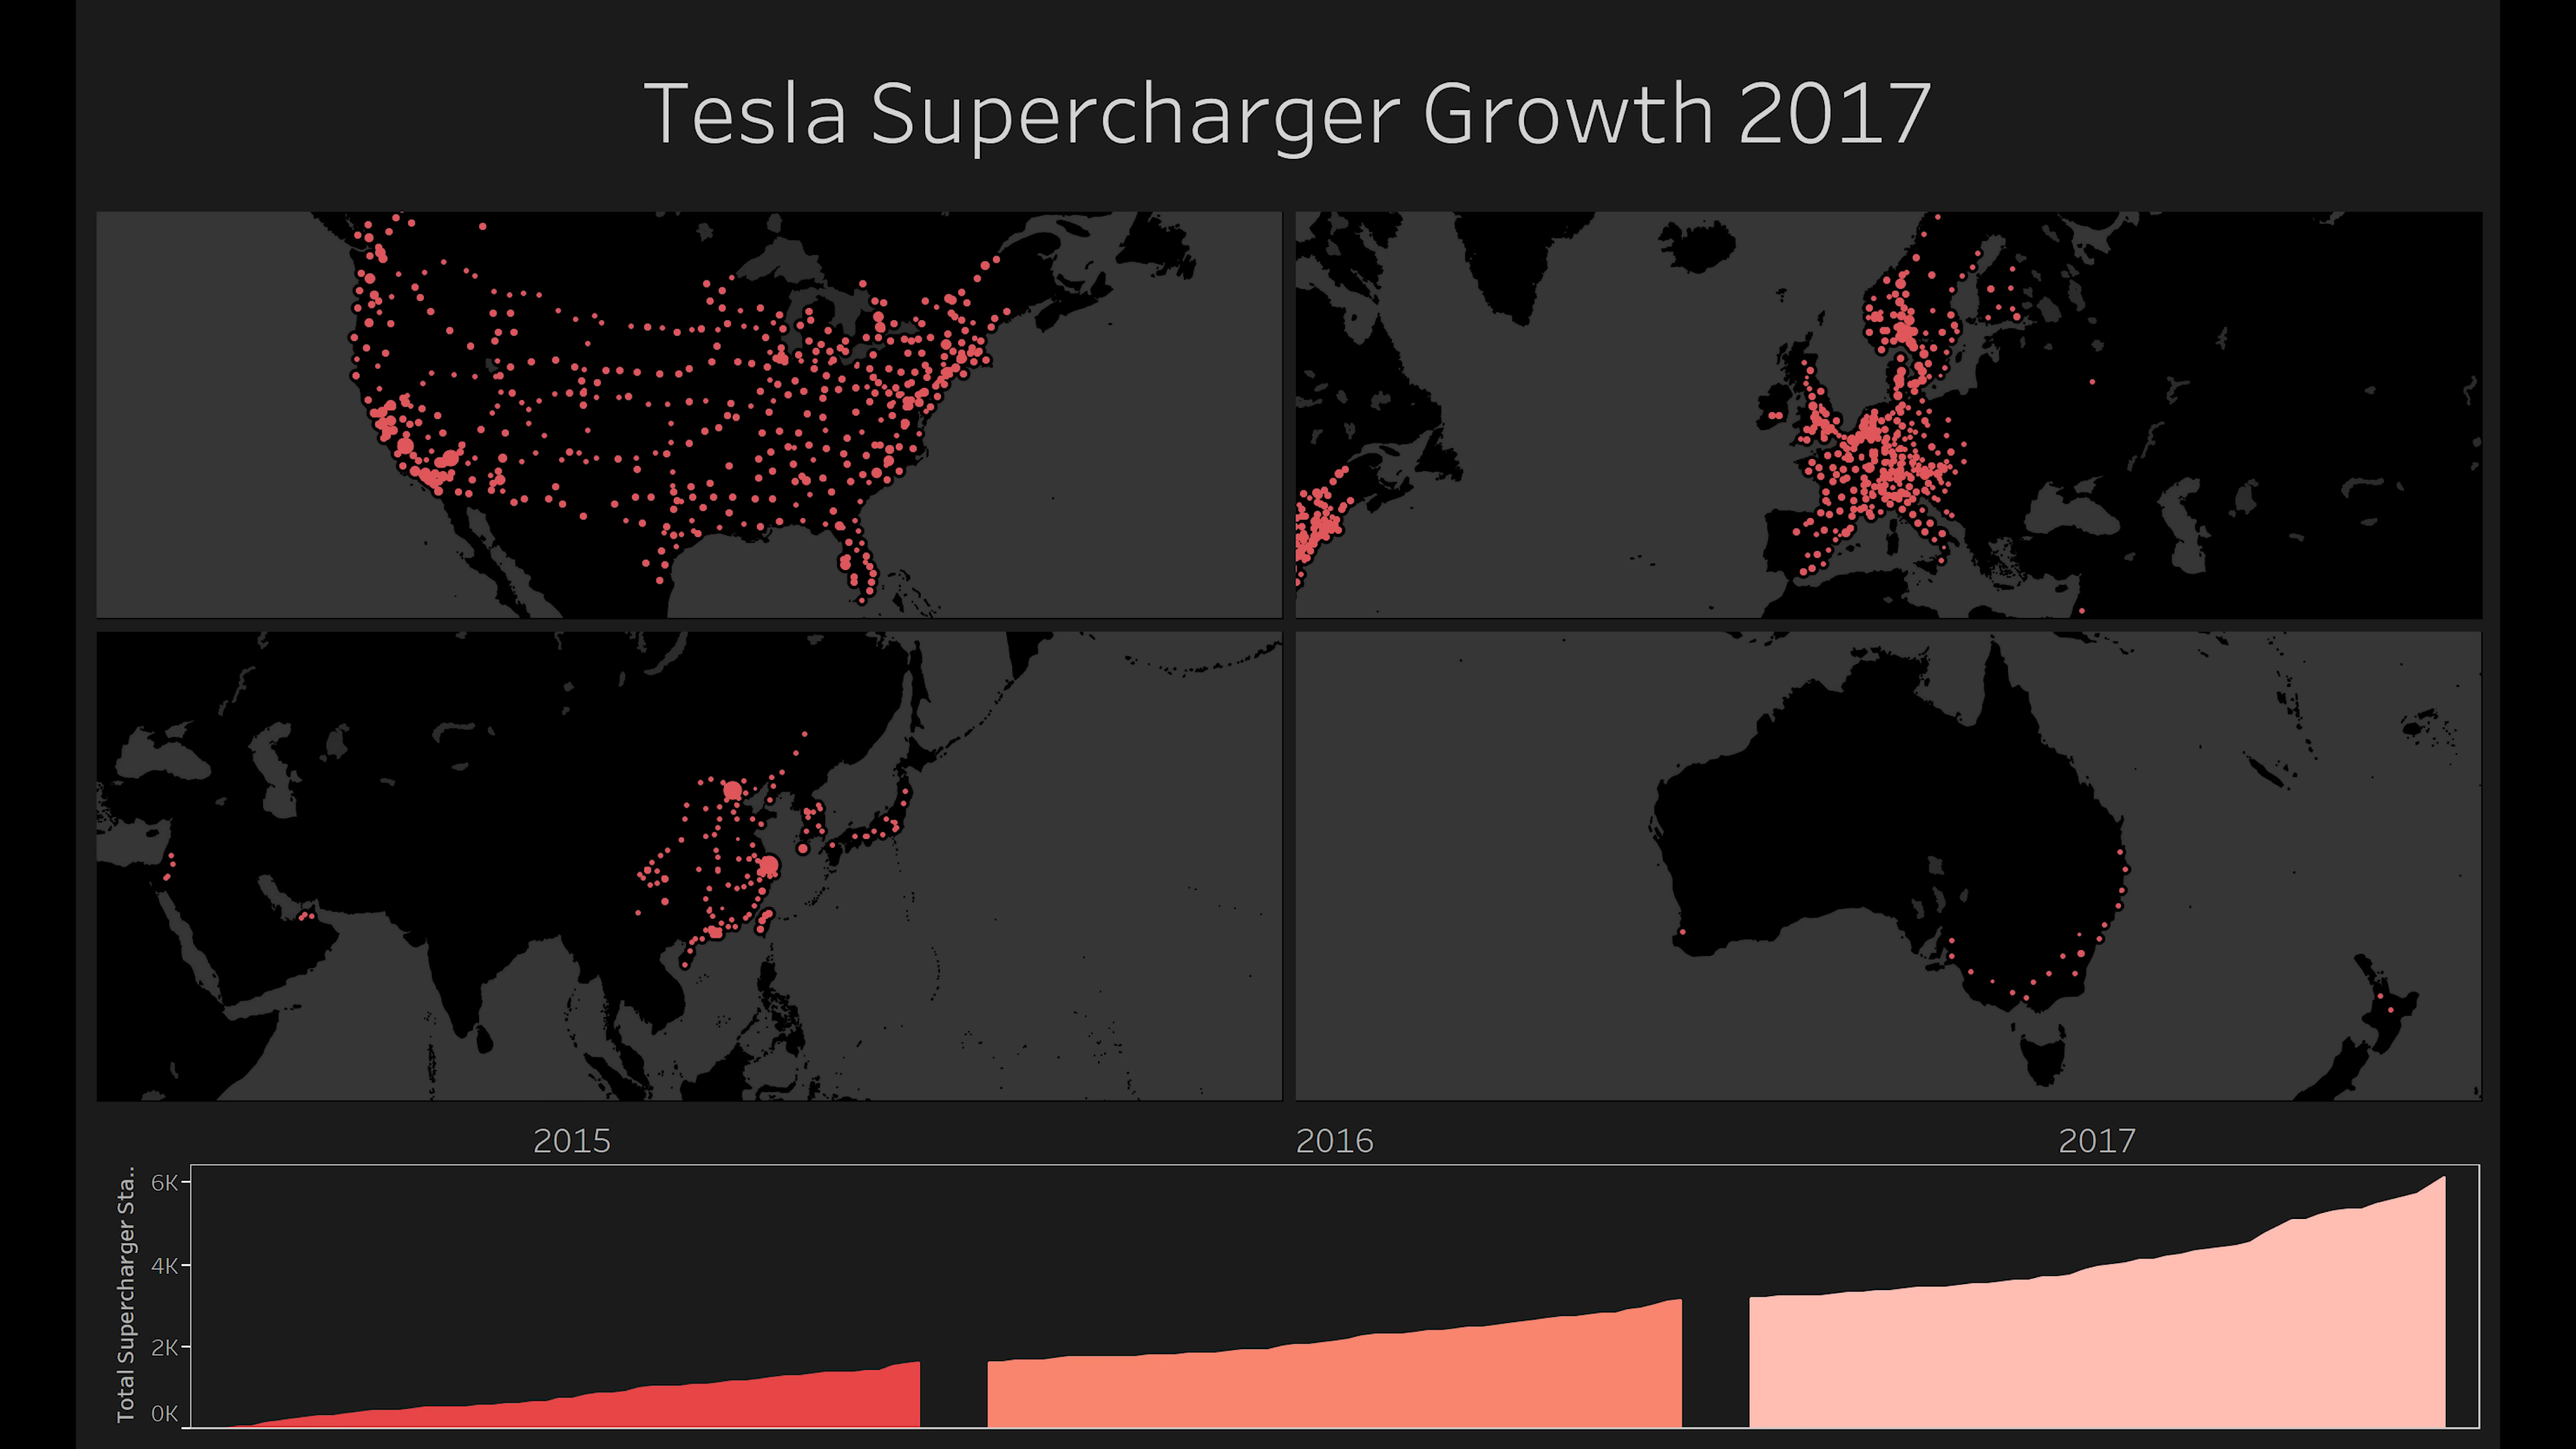 Tesla Supercharger Growth 2017
2015 2016 2017
Total Supercharger Sta..
6K
4K
2K
0K